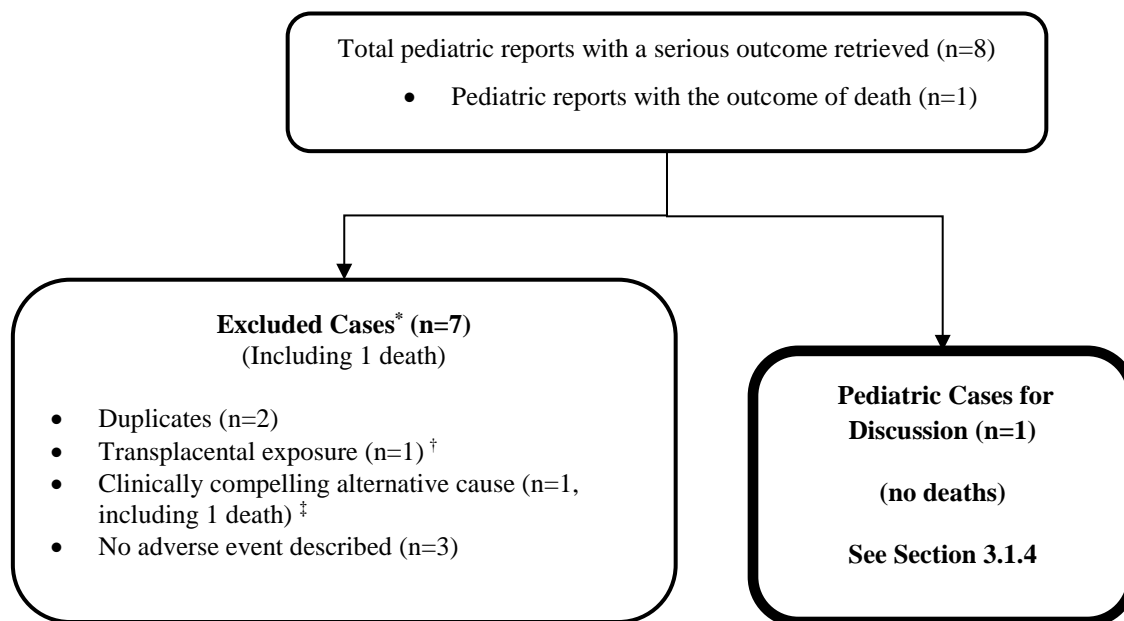 Total pediatric reports with a serious outcome retrieved (n=8)
• Pediatric reports with the outcome of death (n=1)
Excluded Cases* (n=7)
(Including 1 death)
• Duplicates (n=2)
• Transplacental exposure (n=1) †
• Clinically compelling alternative cause (n=1,
including 1 death) ‡
• No adverse event described (n=3)
Pediatric Cases for
Discussion (n=1)
(no deaths)
See Section 3.1.4